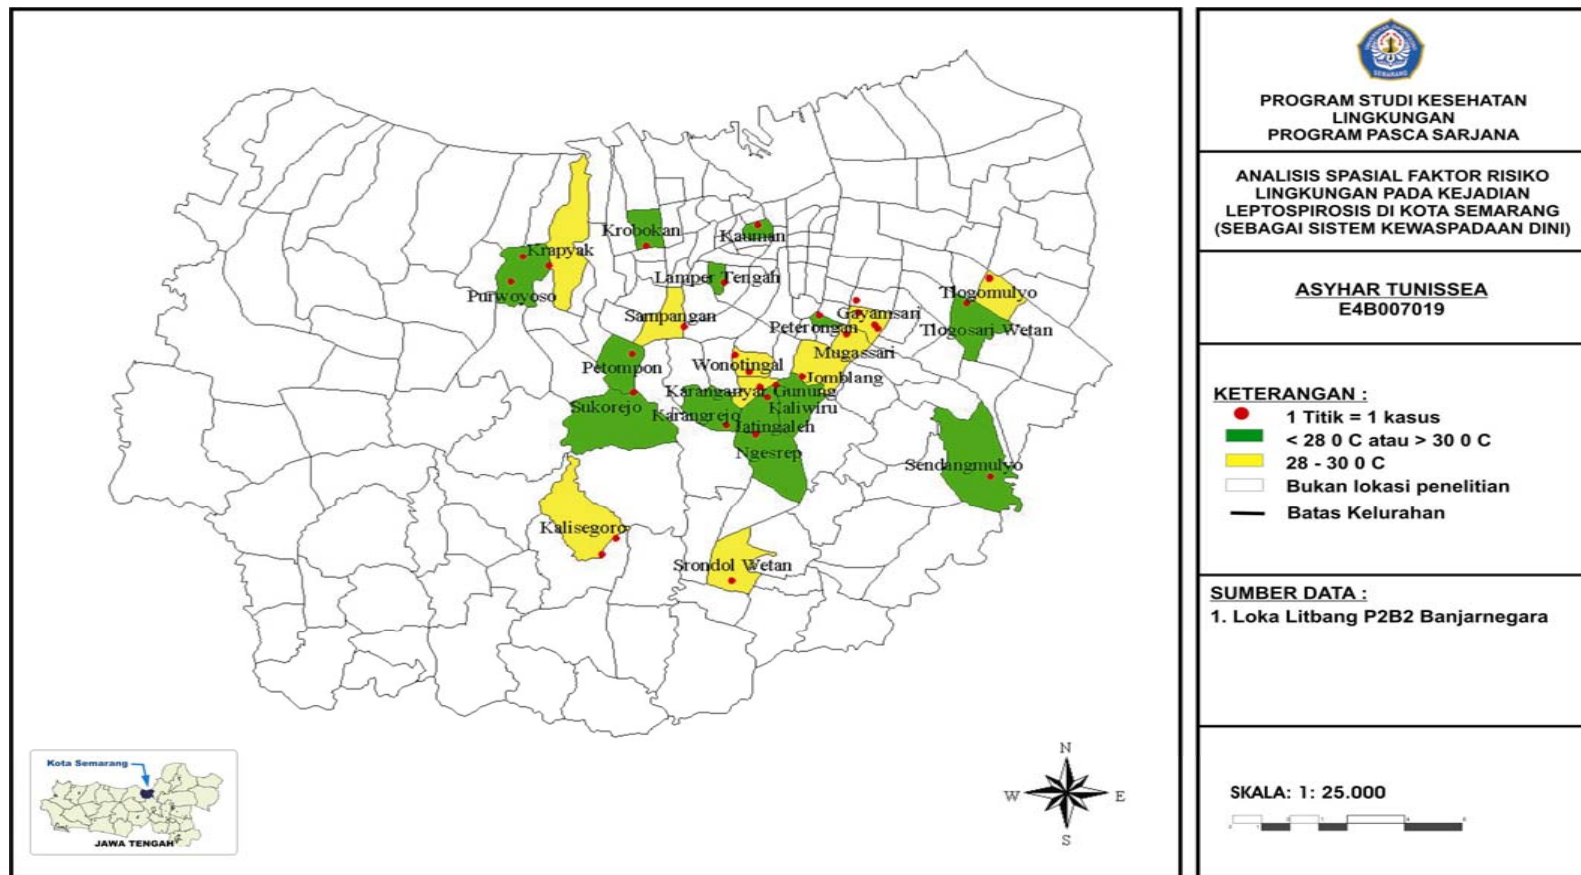 Krobokan
Kauman
Krapyak
Lamper Tengah
Purwoyoso
Tlogomulyo
Sampangan
Gayamsari
Peterongan
Tlogosari Wetan
Mugassari
Petompon
Wonotingal
Jomblang
Karanganyar Gunung
Sukorejo
Kaliwiru
Karangrejo
Jatingaleh
Ngesrep
Sendangmulyo
Kalisegoro
Srondol Wetan
Kota Semarang
JAWA TENGAH
N
W
E
S
PROGRAM STUDI KESEHATAN
LINGKUNGAN
PROGRAM PASCA SARJANA
ANALISIS SPASIAL FAKTOR RISIKO
LINGKUNGAN PADA KEJADIAN
LEPTOSPIROSIS DI KOTA SEMARANG
(SEBAGAI SISTEM KEWASPADAAN DINI)
ASYHAR TUNISSEA
E4B007019
KETERANGAN :
1 Titik = 1 kasus
< 28 0 C atau > 30 0 C
28 - 30 0 C
Bukan lokasi penelitian
Batas Kelurahan
SUMBER DATA :
1. Loka Litbang P2B2 Banjarnegara
SKALA: 1: 25.000